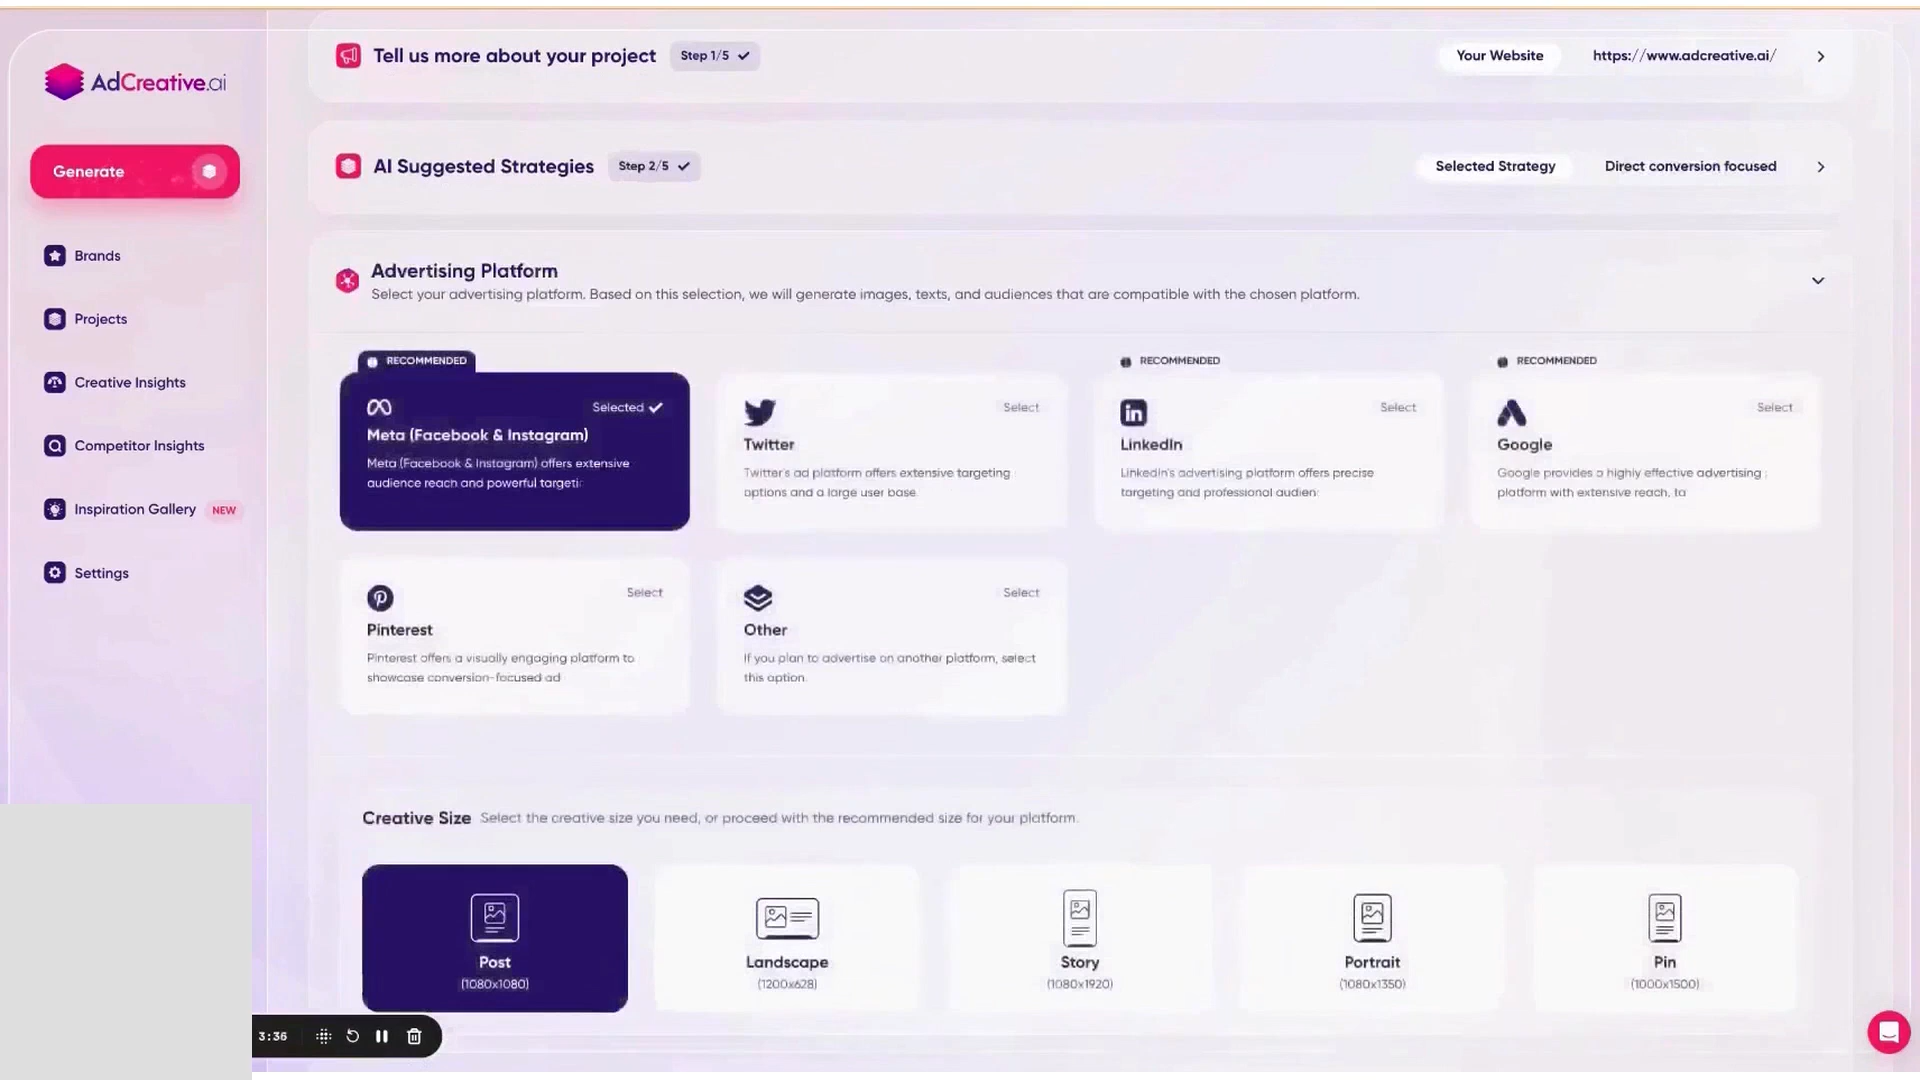 Tell us more about your project Step 1/5 Your Website https://www.adcreative.ai/
AdCreative.ai
Generate
AI Suggested Strategies Step 2/5 Selected Strategy Direct conversion focused
Brands
Projects
Creative Insights
Competitor Insights
Inspiration Gallery NEW
Settings
Advertising Platform
Select your advertising platform. Based on this selection, we will generate images, texts, and audiences that are compatible with the chosen platform.
RECOMMENDED
Selected
Meta (Facebook & Instagram)
Meta (Facebook & Instagram) offers extensive
audience reach and powerful targeti
Select
Twitter
Twitter's ad platform offers extensive targeting
options and a large user base.
RECOMMENDED
Select
LinkedIn
LinkedIn's advertising platform offers precise
targeting and professional audien
RECOMMENDED
Select
Google
Google provides a highly effective advertising
platform with extensive reach, ta
Select
Pinterest
Pinterest offers a visually engaging platform to
showcase conversion-focused ad
Select
Other
If you plan to advertise on another platform, select
this option.
Creative Size Select the creative size you need, or proceed with the recommended size for your platform.
Post
(1080x1080)
Landscape
(1200x628)
Story
(1080x1920)
Portrait
(1080x1350)
Pin
(1000x1500)
3:36